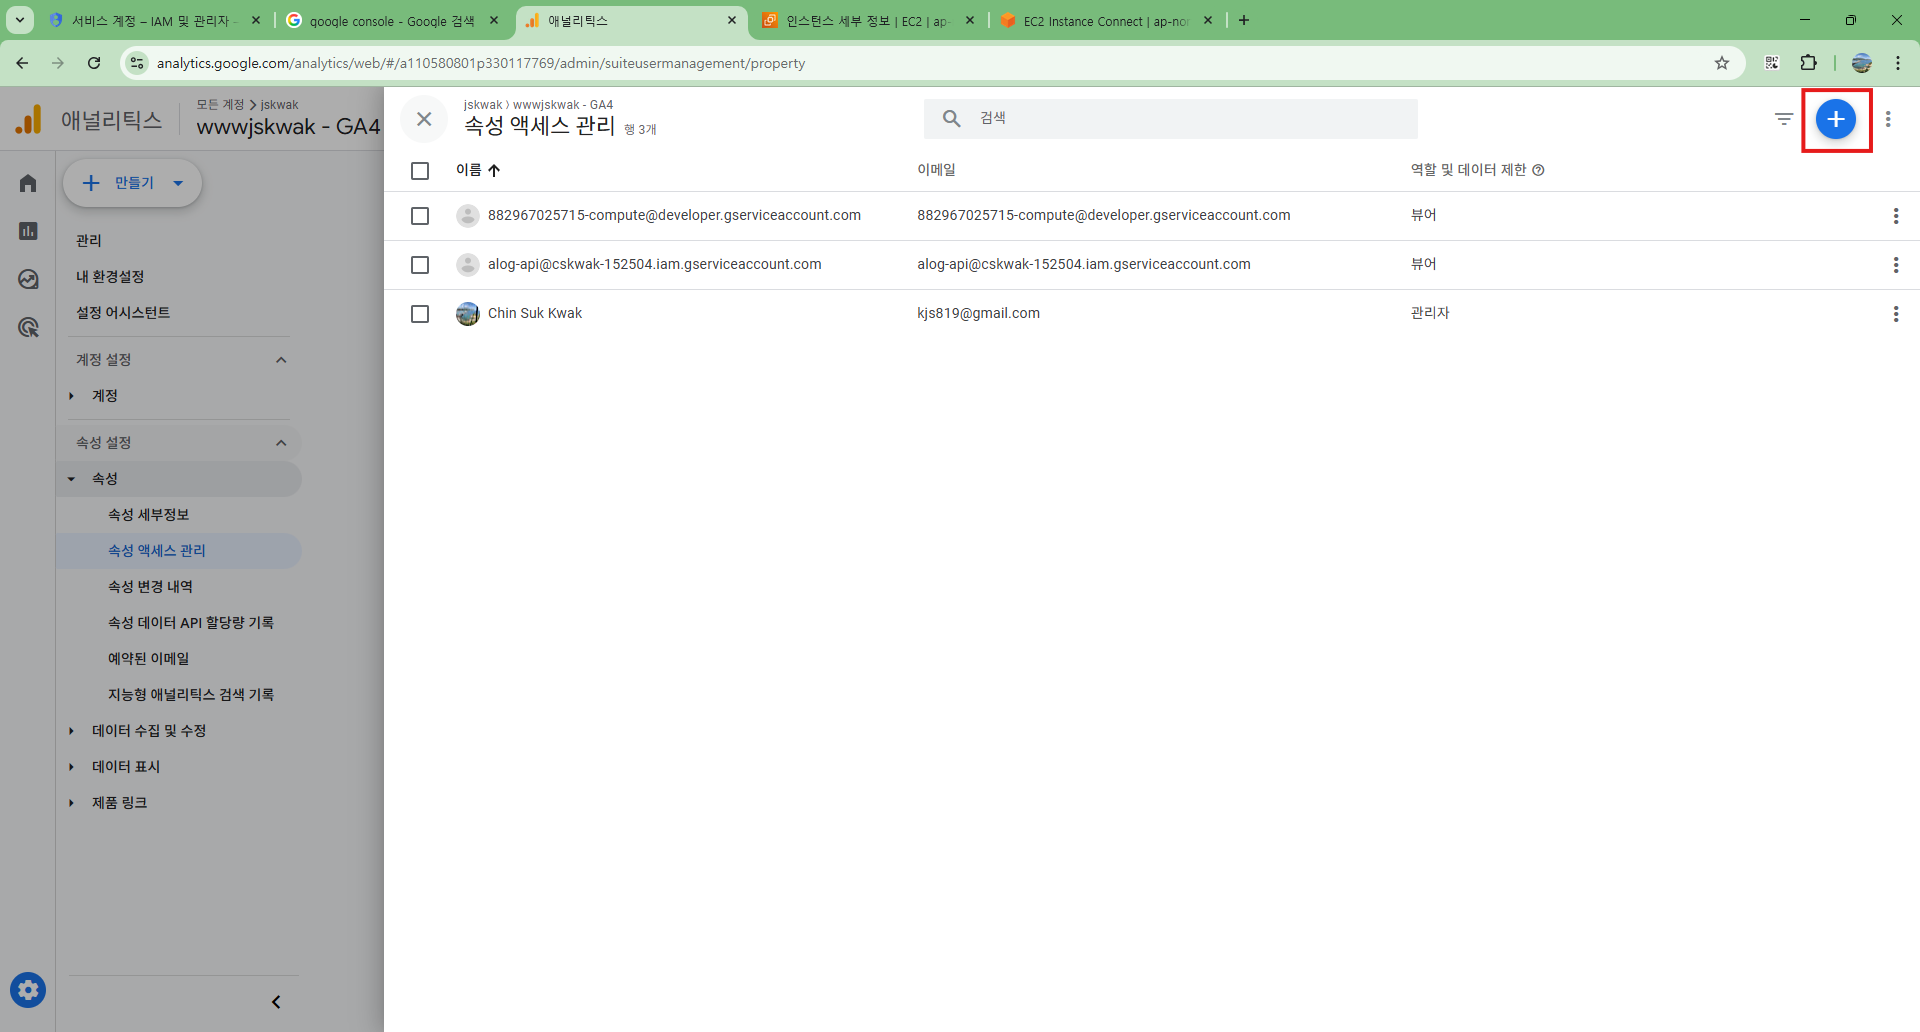 서비스 계정 – IAM 및 관리자 -
google console - Google 검색
애널리틱스
인스턴스 세부 정보 | EC2 | ap-
EC2 Instance Connect | ap-no
analytics.google.com/analytics/web/#/a110580801p330117769/admin/suiteusermanagement/property
애널리틱스
모든 계정 > jskwak
wwwjskwak - GA4
만들기
관리
내 환경설정
설정 어시스턴트
계정 설정
계정
속성 설정
속성
속성 세부정보
속성 액세스 관리
속성 변경 내역
속성 데이터 API 할당량 기록
예약된 이메일
지능형 애널리틱스 검색 기록
데이터 수집 및 수정
데이터 표시
제품 링크
jskwak > wwwjskwak - GA4
속성 액세스 관리 행 3개
검색
이름 이메일 역할 및 데이터 제한
882967025715-compute@developer.gserviceaccount.com 882967025715-compute@developer.gserviceaccount.com 뷰어
alog-api@cskwak-152504.iam.gserviceaccount.com alog-api@cskwak-152504.iam.gserviceaccount.com 뷰어
Chin Suk Kwak kjs819@gmail.com 관리자